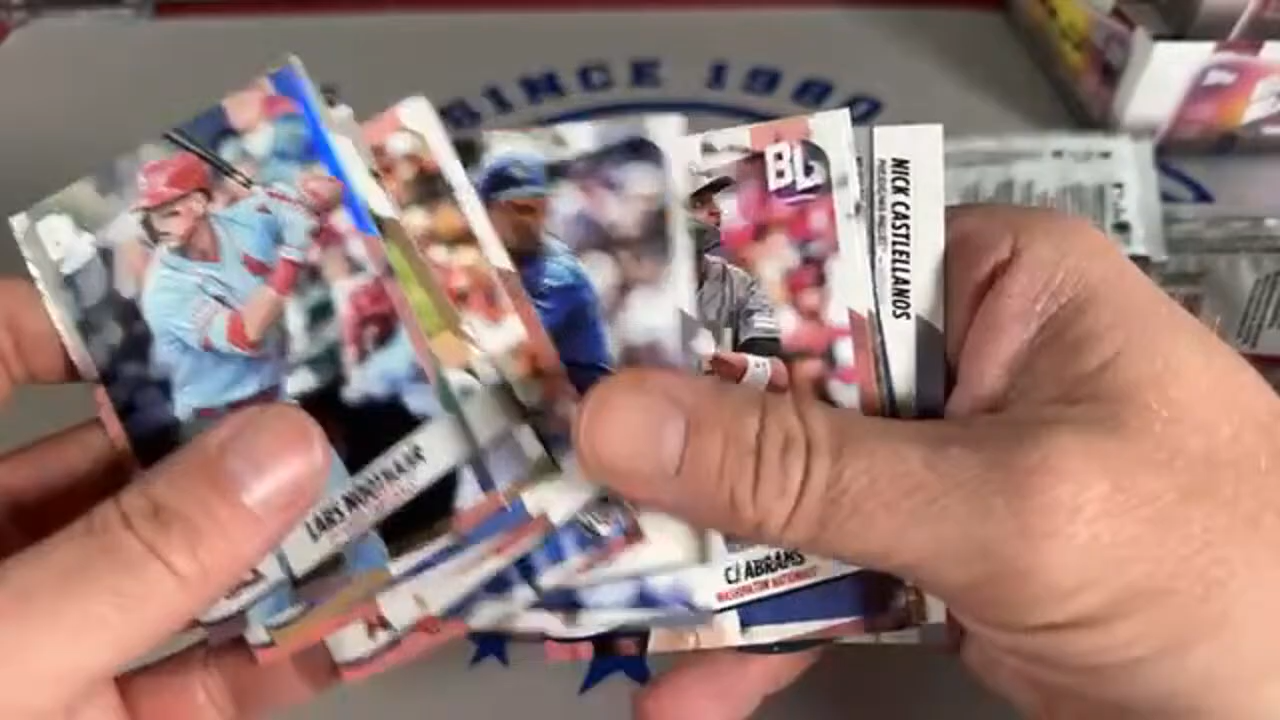 SINCE 1980
BL
NICK CASTELLANOS
LARS NOOTBAAR
CJ ABRAMS
WASHINGTON NATIONALS